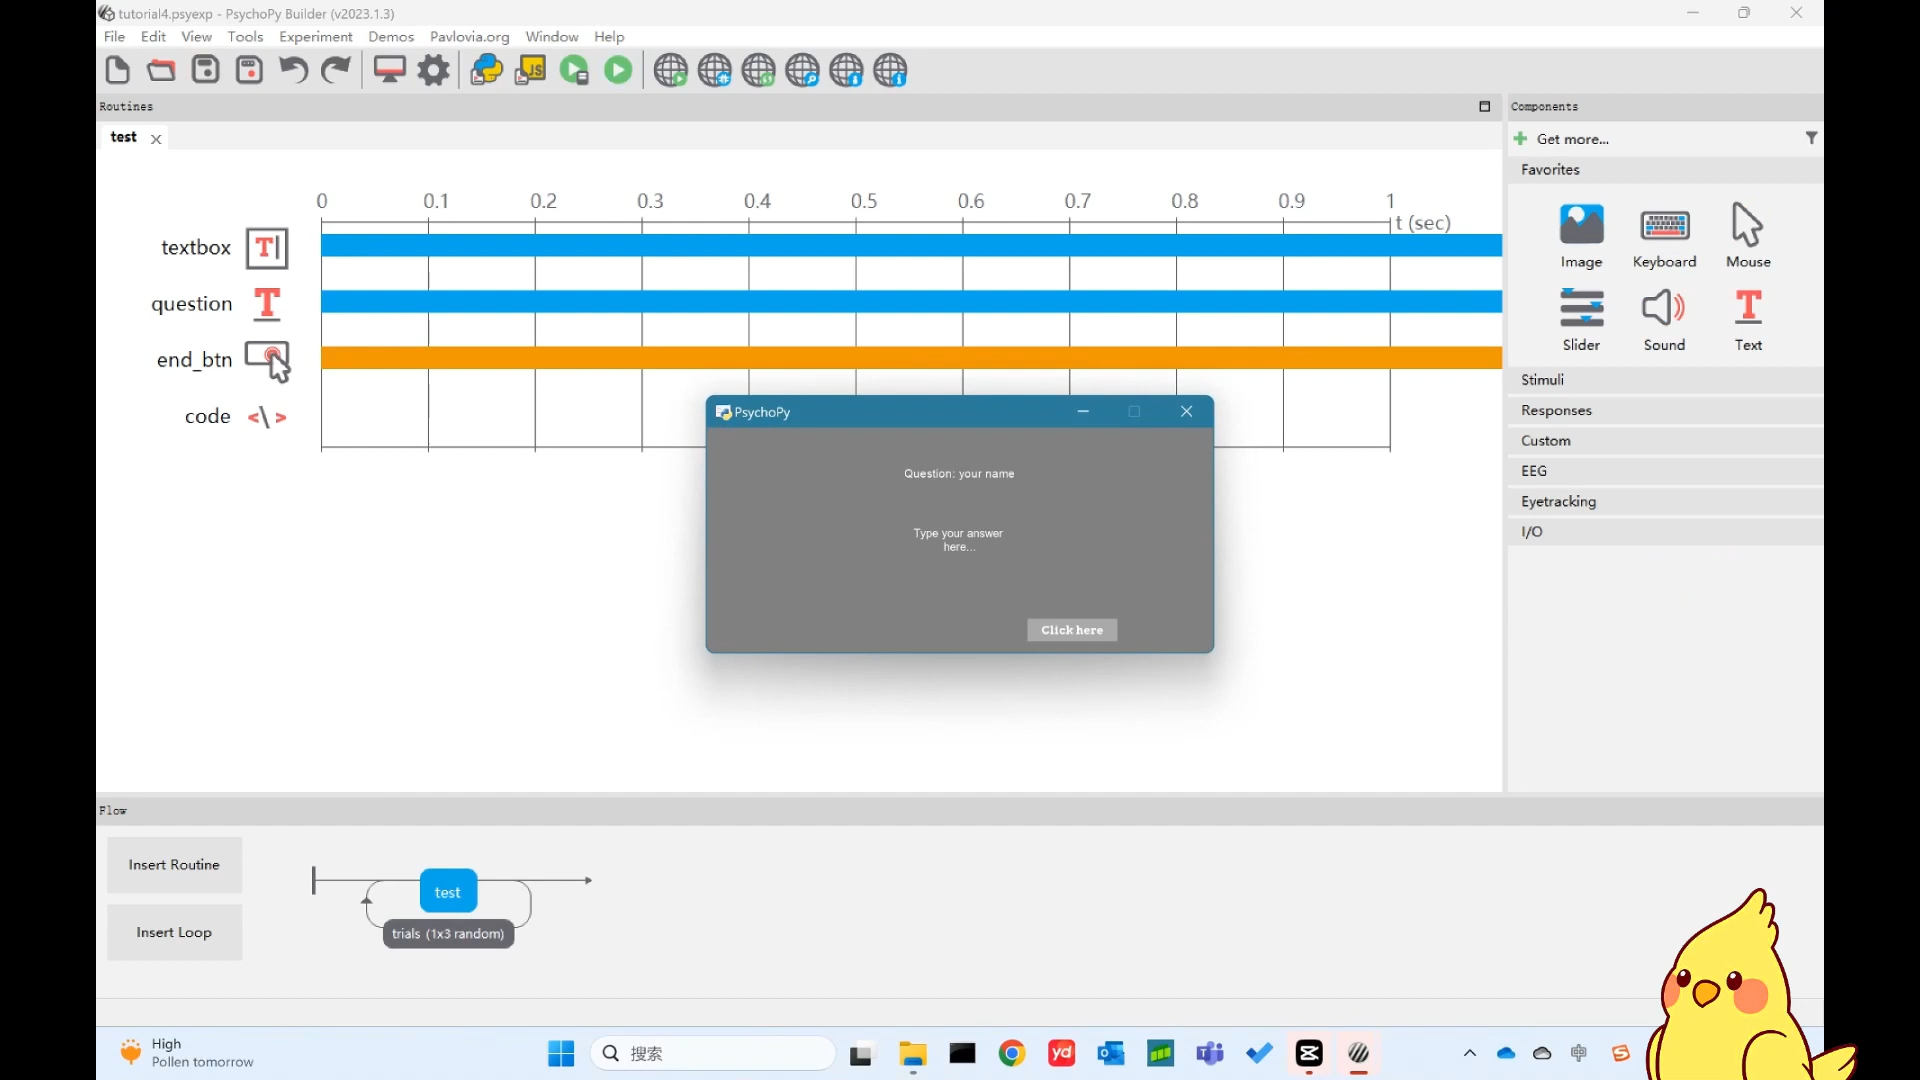 tutorial4.psyexp - PsychoPy Builder (v2023.1.3)
File Edit View Tools Experiment Demos Pavlovia.org Window Help
JS
Routines
test
0 0.1 0.2 0.3 0.4 0.5 0.6 0.7 0.8 0.9 1
t (sec)
textbox T
question T
end_btn
code
PsychoPy
Question: your name
Type your answer
here...
Click here
Components
Get more...
Favorites
Image Keyboard Mouse
T
Slider Sound Text
Stimuli
Responses
Custom
EEG
Eyetracking
I/O
Flow
Insert Routine
Insert Loop
test
trials (1x3 random)
High
Pollen tomorrow
搜索
yd
中